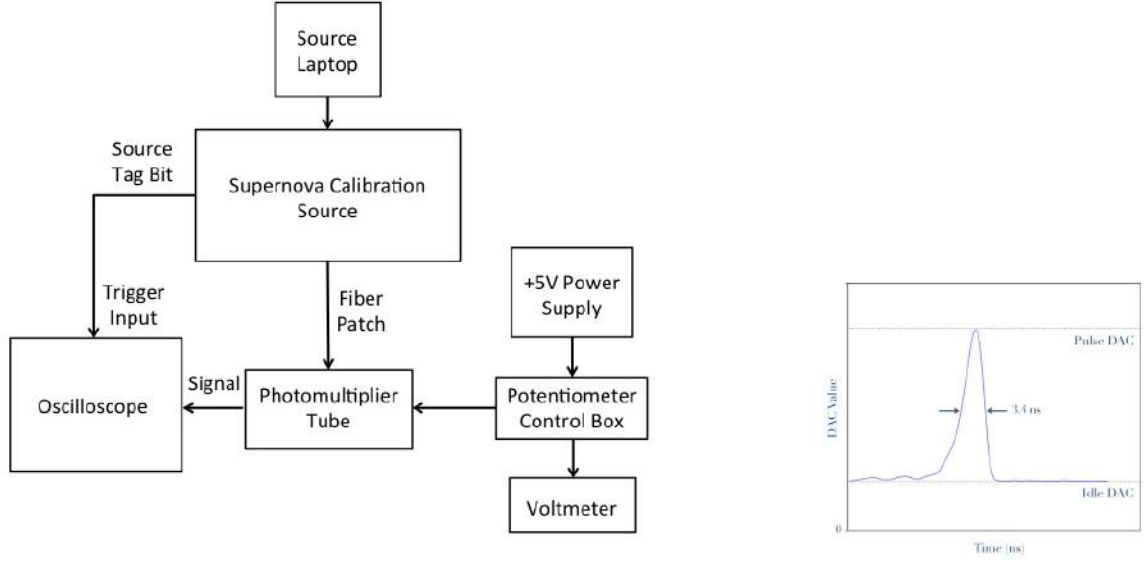 Source
Laptop
Source
Tag Bit
Supernova Calibration
Source
Trigger
Input
Fiber
Patch
+5V Power
Supply
Oscilloscope
Signal
Photomultiplier
Tube
Potentiometer
Control Box
Voltmeter
Pulse DAC
DAC Value
3.4 ns
Idle DAC
0
Time (ns)